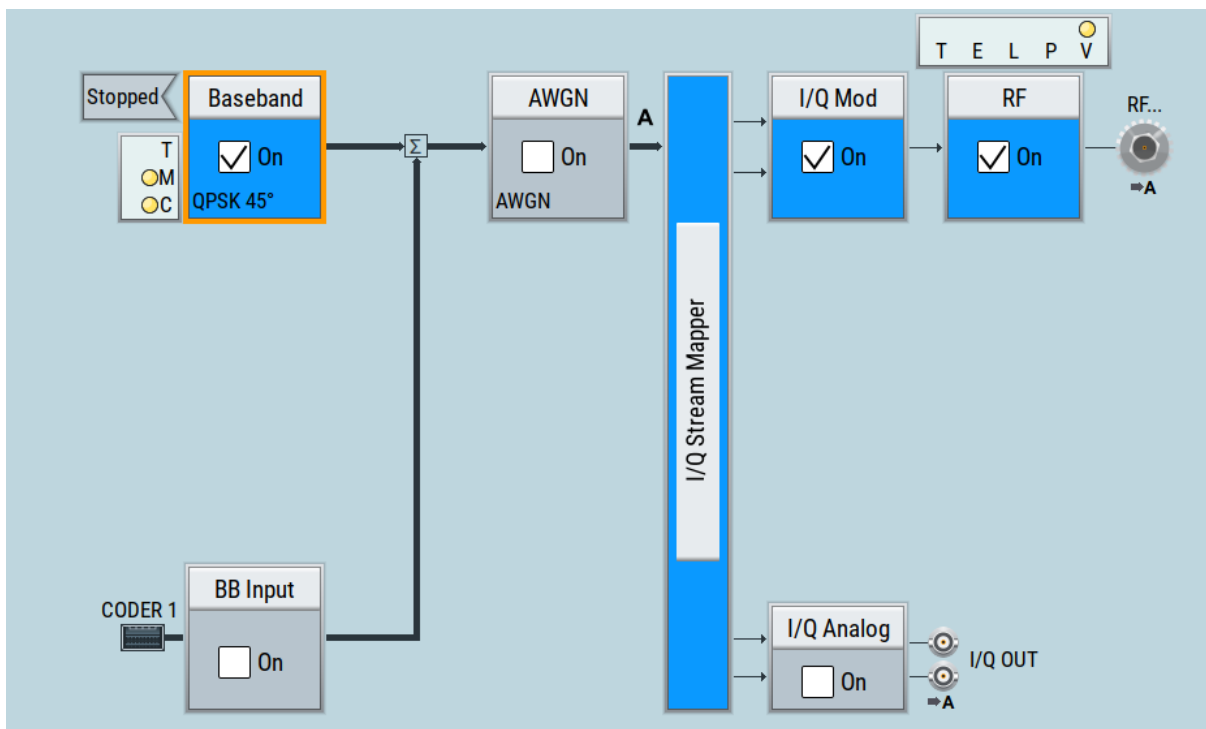 T E L P V
Stopped
Baseband
On
QPSK 45°
T
M
C
Σ
AWGN
On
AWGN
A
I/Q Stream Mapper
I/Q Mod
On
RF
On
RF...
➡A
CODER 1
BB Input
On
I/Q Analog
On
I/Q OUT
➡A